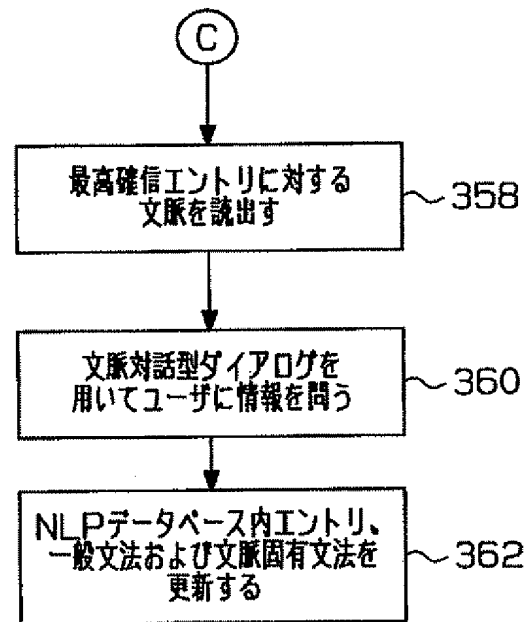 C
最高確信エントリに対する
文脈を読出す
358
文脈対話型ダイアログを
用いてユーザに情報を問う
360
NLPデータベース内エントリ、
一般文法および文脈固有文法を
更新する
362